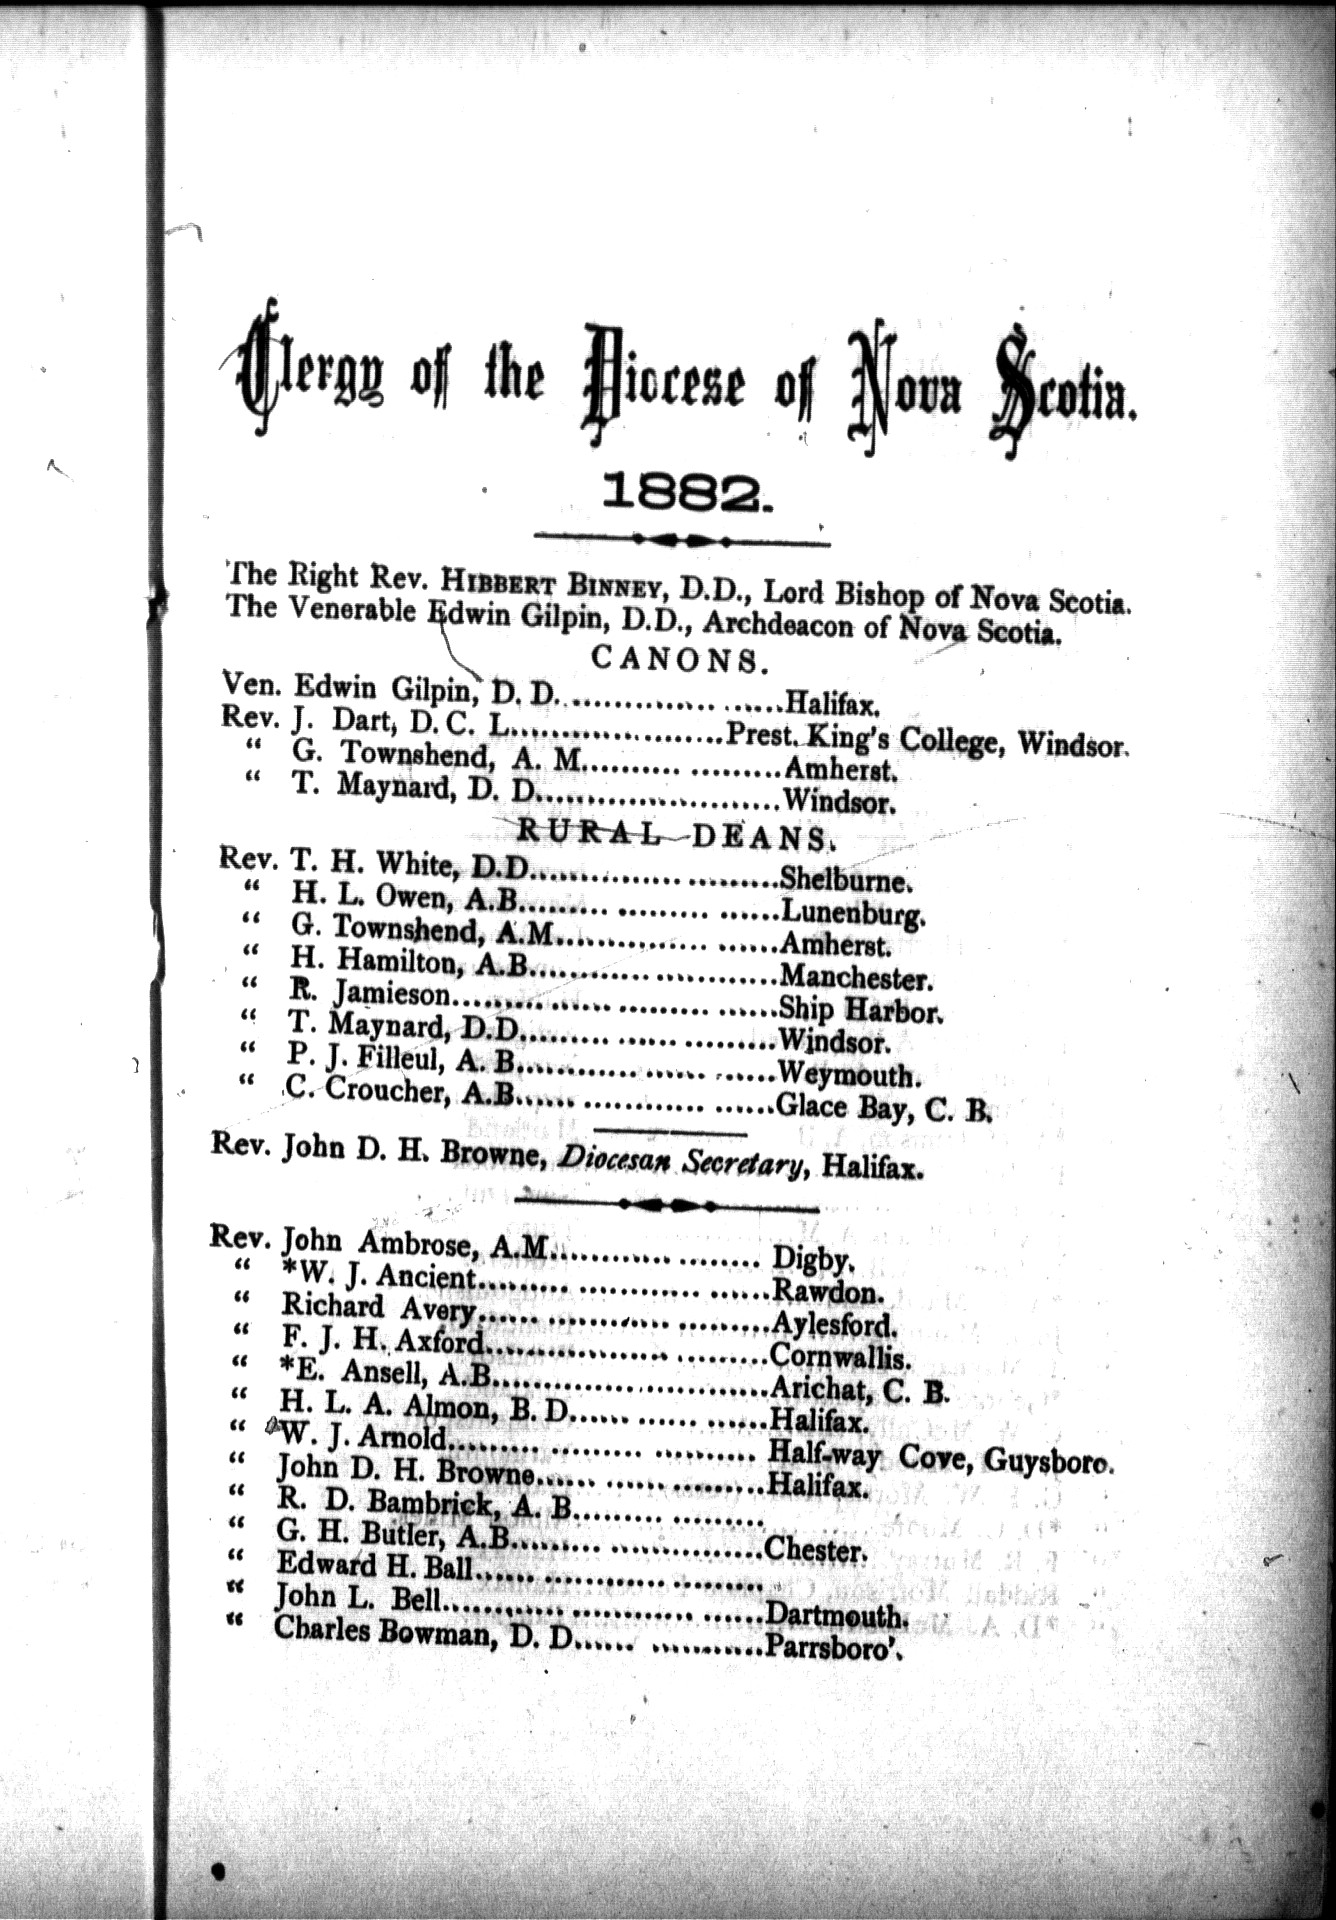 Clergy of the Diocese of Nova Scotia.
1882.
The Right Rev. HIBBERT BINNEY, D.D., Lord Bishop of Nova Scotia.
The Venerable Edwin Gilpin, D.D., Archdeacon of Nova Scotia.
CANONS.
Ven. Edwin Gilpin, D. D. ..................Halifax.
Rev. J. Dart, D. C. L.....................Prest. King's College, Windsor.
“ G. Townshend, A. M.......... .........Amherst.
“ T. Maynard, D. D.........................Windsor.
RURAL DEANS.
Rev. T. H. White, D.D............... .........Shelburne.
“ H. L. Owen, A.B......... ......... ......Lunenburg.
“ G. Townshend, A.M............... ......Amherst.
“ H. Hamilton, A.B............ ............Manchester.
“ R. Jamieson......... ...... ......... ......Ship Harbor.
“ T. Maynard, D.D......... ...... .........Windsor.
“ P. J. Filleul, A. B............ ...... ......Weymouth.
“ C. Croucher, A.B...... ............ ......Glace Bay, C. B.
Rev. John D. H. Browne, Diocesan Secretary, Halifax.
Rev. John Ambrose, A.M............ ........ Digby.
“ *W. J. Ancient......... ............ ......Rawdon.
“ Richard Avery...... ............ .........Aylesford.
“ F. J. H. Axford.................. .........Cornwallis.
“ *E. Ansell, A.B...........................Arichat, C. B.
“ H. L. A. Almon, B. D...... ...... ......Halifax.
“ W. J. Arnold......... ......... .......... Half-way Cove, Guysboro.
“ John D. H. Browne...... ...... .........Halifax.
“ R. D. Bambrick, A. B......... .........
“ G. H. Butler, A.B......... ...............Chester.
“ Edward H. Ball...... ............ .........
“ John L. Bell............ ............ ......Dartmouth.
“ Charles Bowman, D. D...... ............Parrsboro'.